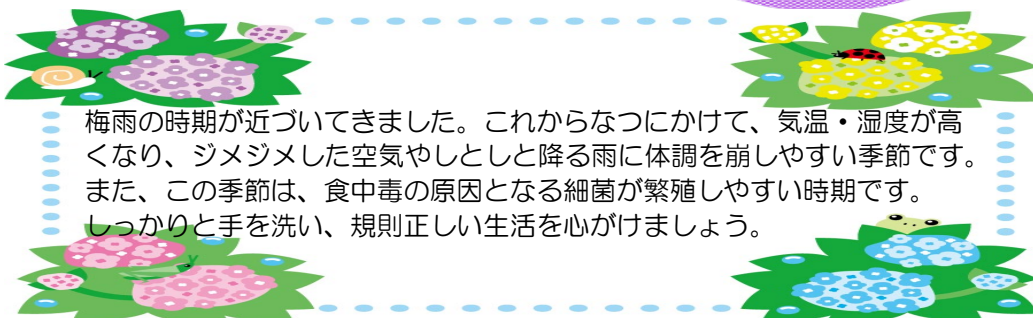 梅雨の時期が近づいてきました。これからなつにかけて、気温・湿度が高
くなり、ジメジメした空気やしとしと降る雨に体調を崩しやすい季節です。
また、この季節は、食中毒の原因となる細菌が繁殖しやすい時期です。
しっかりと手を洗い、規則正しい生活を心がけましょう。